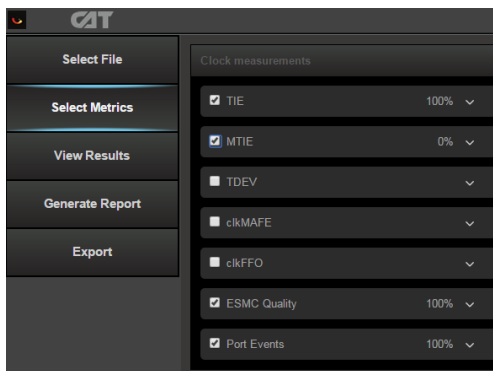 CAT
Select File
Select Metrics
View Results
Generate Report
Export
Clock measurements
TIE 100%
MTIE 0%
TDEV
clkMAFE
clkFFO
ESMC Quality 100%
Port Events 100%